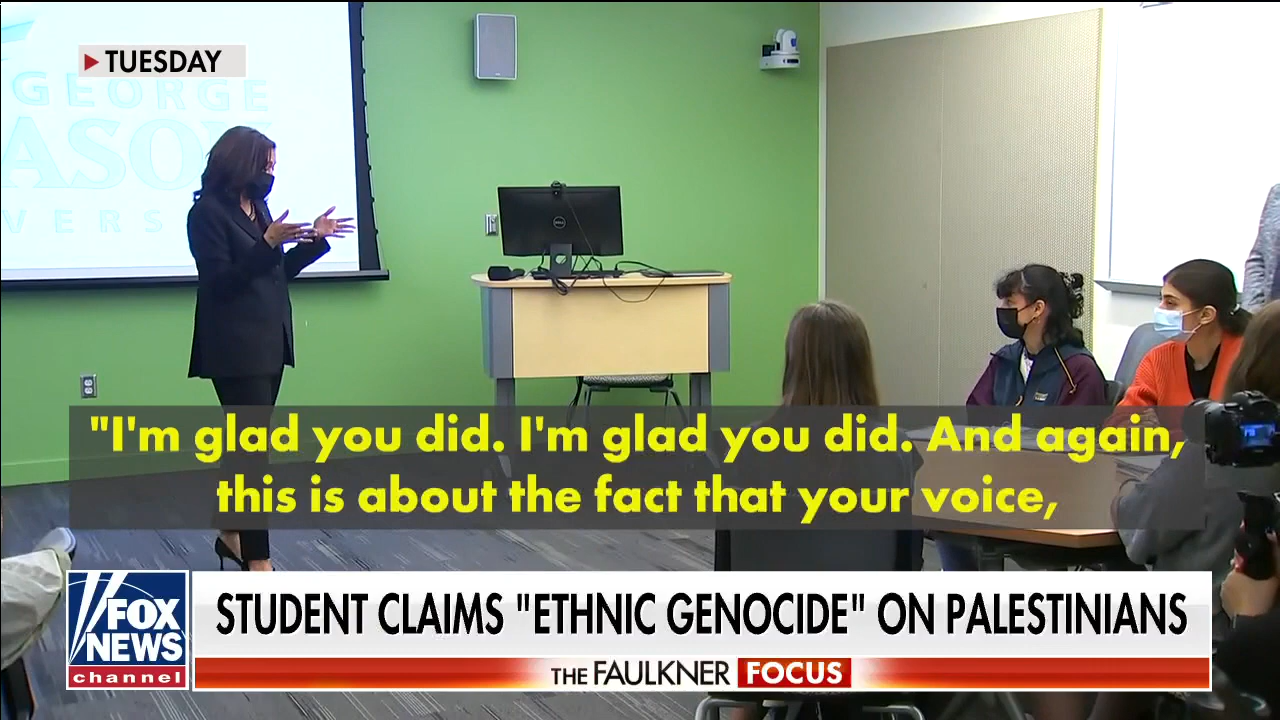 TUESDAY
GEORGE
ASON
VERS
DELL
"I'm glad you did. I'm glad you did. And again,
this is about the fact that your voice,
FOX
NEWS
channel
STUDENT CLAIMS "ETHNIC GENOCIDE" ON PALESTINIANS
THE FAULKNER FOCUS